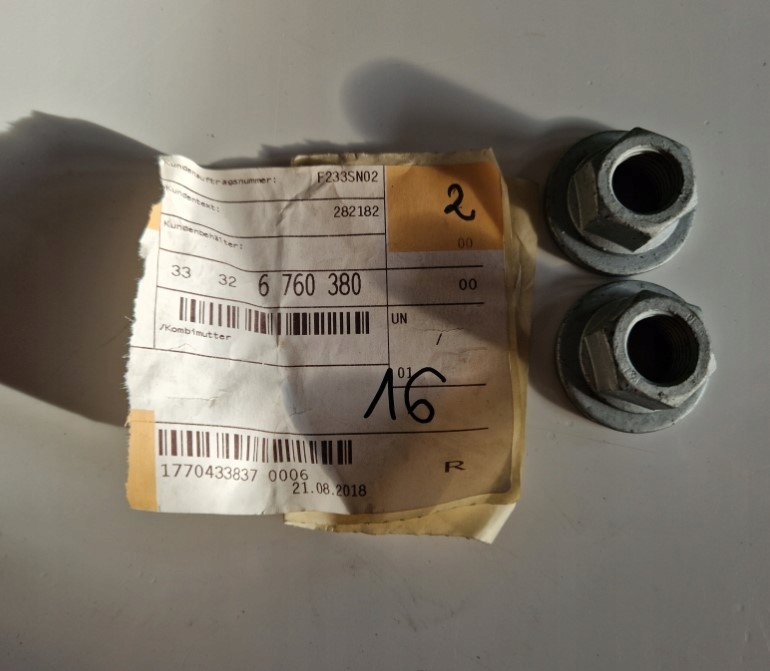 Kundenauftragsnummer: F233SN02
2
Kundentext: 282182
Kundenbehälter: 00
33 32 6 760 380 00
/Kombimutter
UN
/
01
16
1770433837 0006
21.08.2018
R